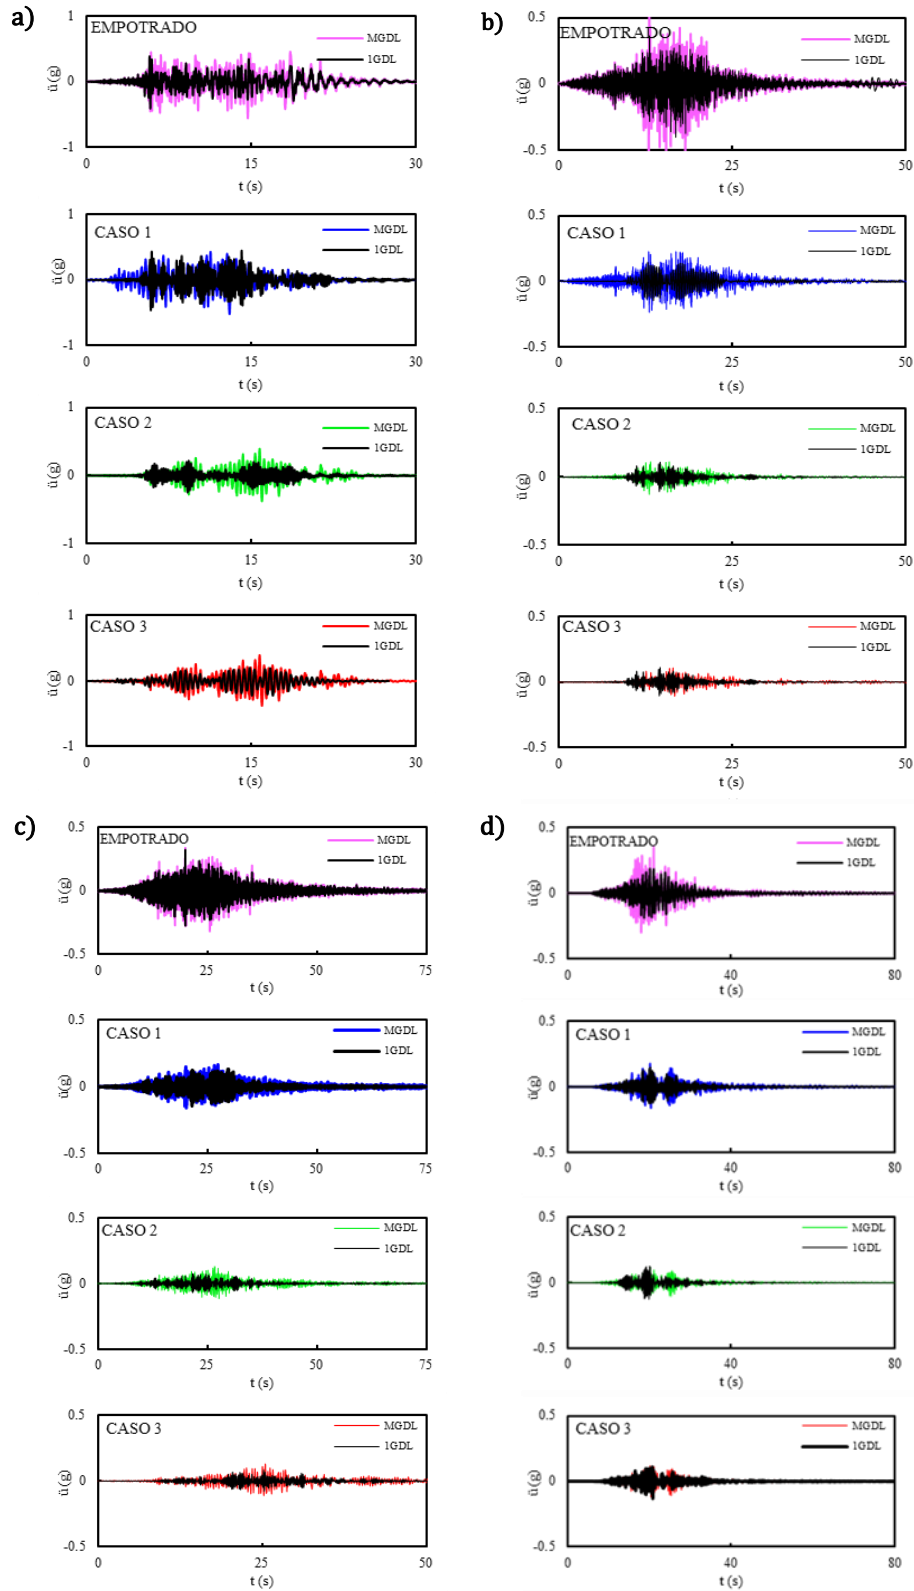 a)
EMPOTRADO
MGDL
1GDL
1
0
-1
ü(g)
0
15
30
t (s)
CASO 1
MGDL
1GDL
1
0
-1
ü(g)
0
15
30
t (s)
CASO 2
MGDL
1GDL
1
0
-1
ü(g)
0
15
30
t (s)
CASO 3
MGDL
1GDL
1
0
-1
ü(g)
0
15
30
t (s)
b)
EMPOTRADO
MGDL
1GDL
0.5
0
-0.5
ü(g)
0
25
50
t (s)
CASO 1
MGDL
1GDL
0.5
0
-0.5
ü(g)
0
25
50
t (s)
CASO 2
MGDL
1GDL
0.5
0
-0.5
ü(g)
0
25
50
t (s)
CASO 3
MGDL
1GDL
0.5
0
-0.5
ü(g)
0
25
50
t (s)
c)
EMPOTRADO
MGDL
1GDL
0.5
0
-0.5
ü(g)
0
25
50
75
t (s)
CASO 1
MGDL
1GDL
0.5
0
-0.5
ü(g)
0
25
50
75
t (s)
CASO 2
MGDL
1GDL
0.5
0
-0.5
ü(g)
0
25
50
75
t (s)
CASO 3
MGDL
1GDL
0.5
0
-0.5
ü(g)
0
25
50
t (s)
d)
EMPOTRADO
MGDL
1GDL
0.5
0
-0.5
ü(g)
0
40
80
t (s)
CASO 1
MGDL
1GDL
0.5
0
-0.5
ü(g)
0
40
80
t (s)
CASO 2
MGDL
1GDL
0.5
0
-0.5
ü(g)
0
40
80
t (s)
CASO 3
MGDL
1GDL
0.5
0
-0.5
ü(g)
0
40
80
t (s)